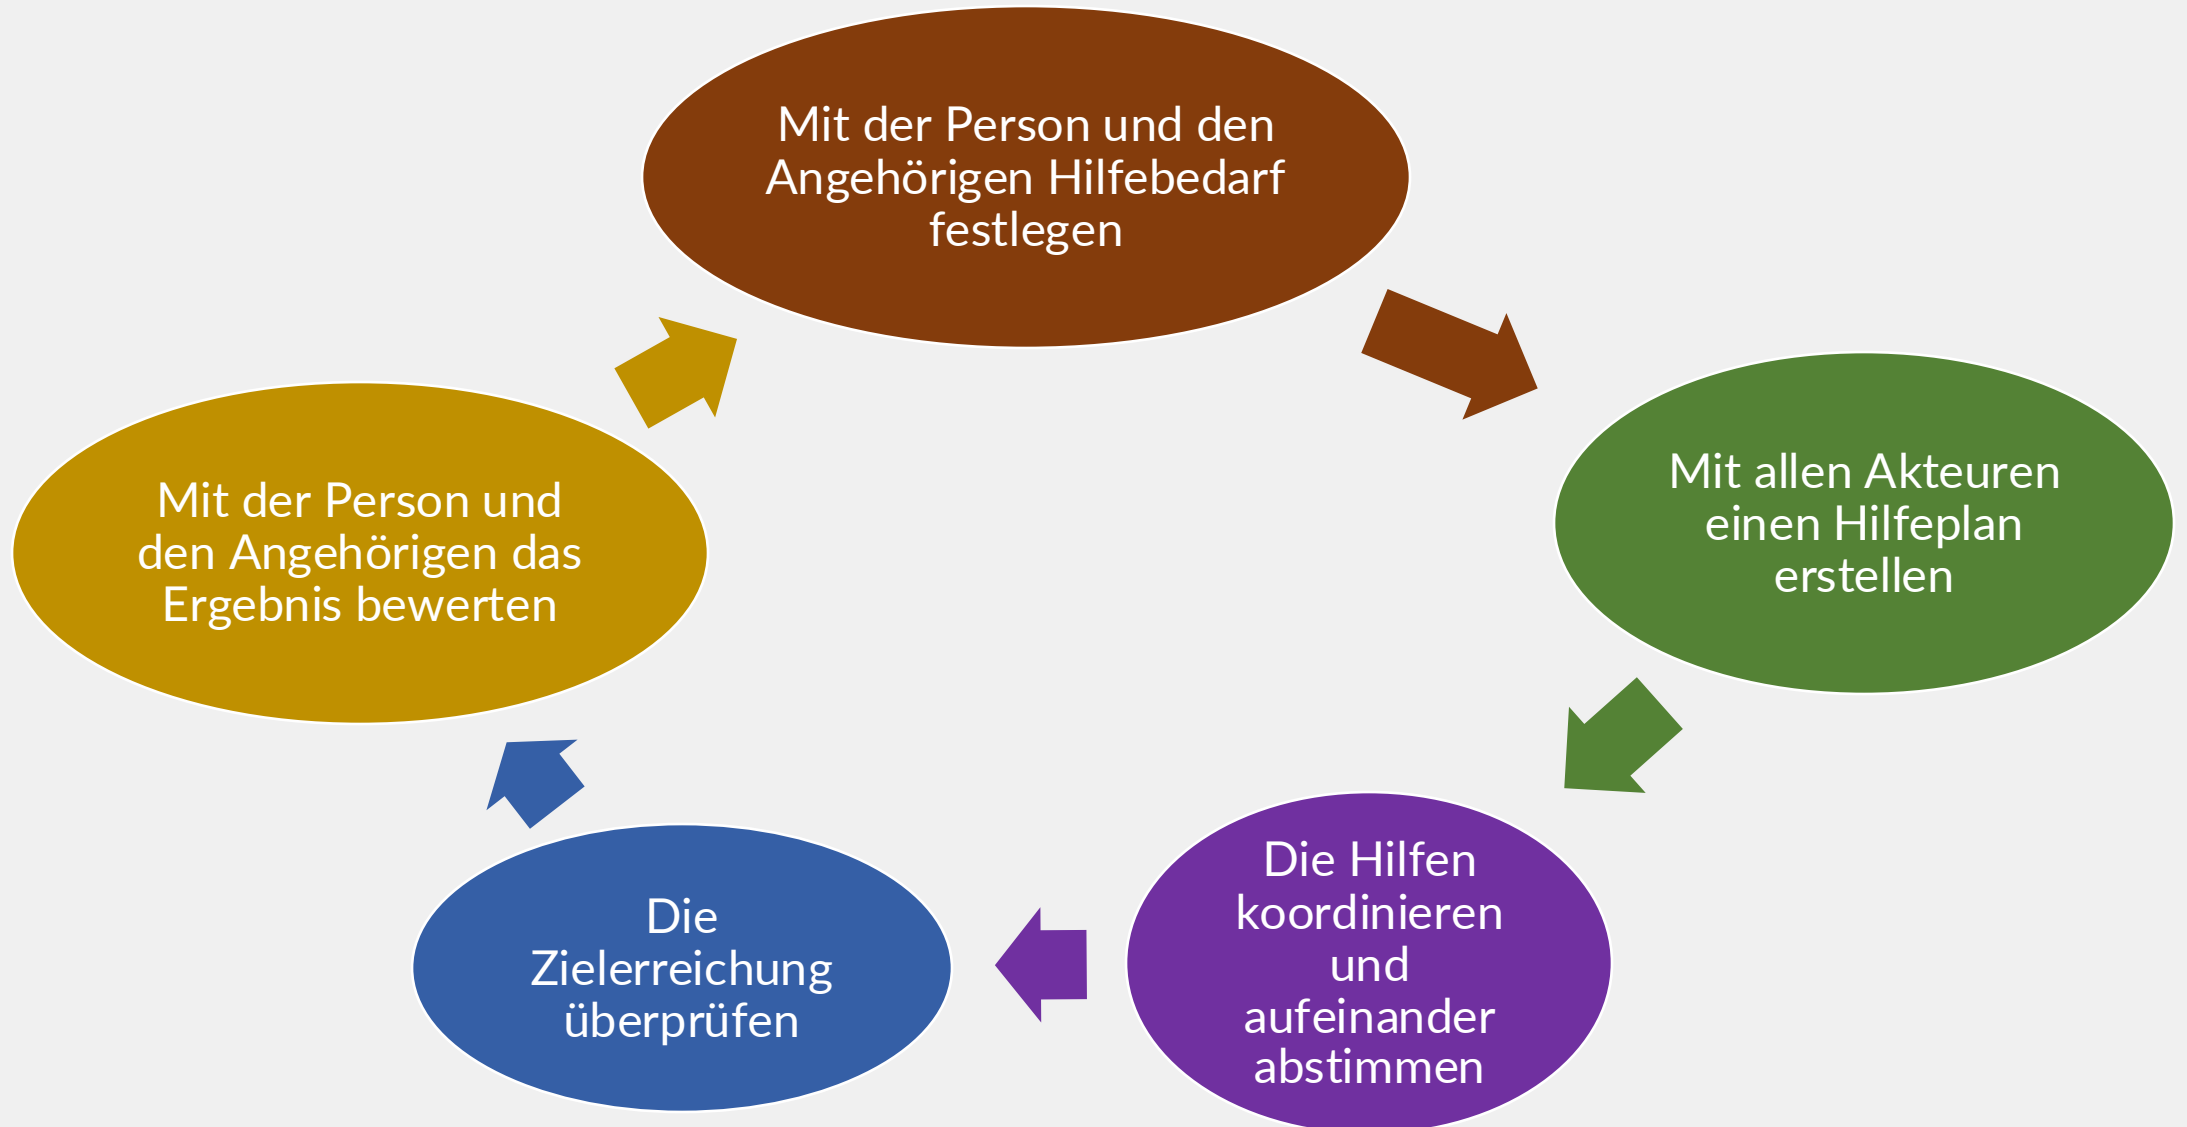 Mit der Person und den
Angehörigen Hilfebedarf
festlegen
Mit allen Akteuren
einen Hilfeplan
erstellen
Die Hilfen
koordinieren
und
aufeinander
abstimmen
Die
Zielerreichung
überprüfen
Mit der Person und
den Angehörigen das
Ergebnis bewerten